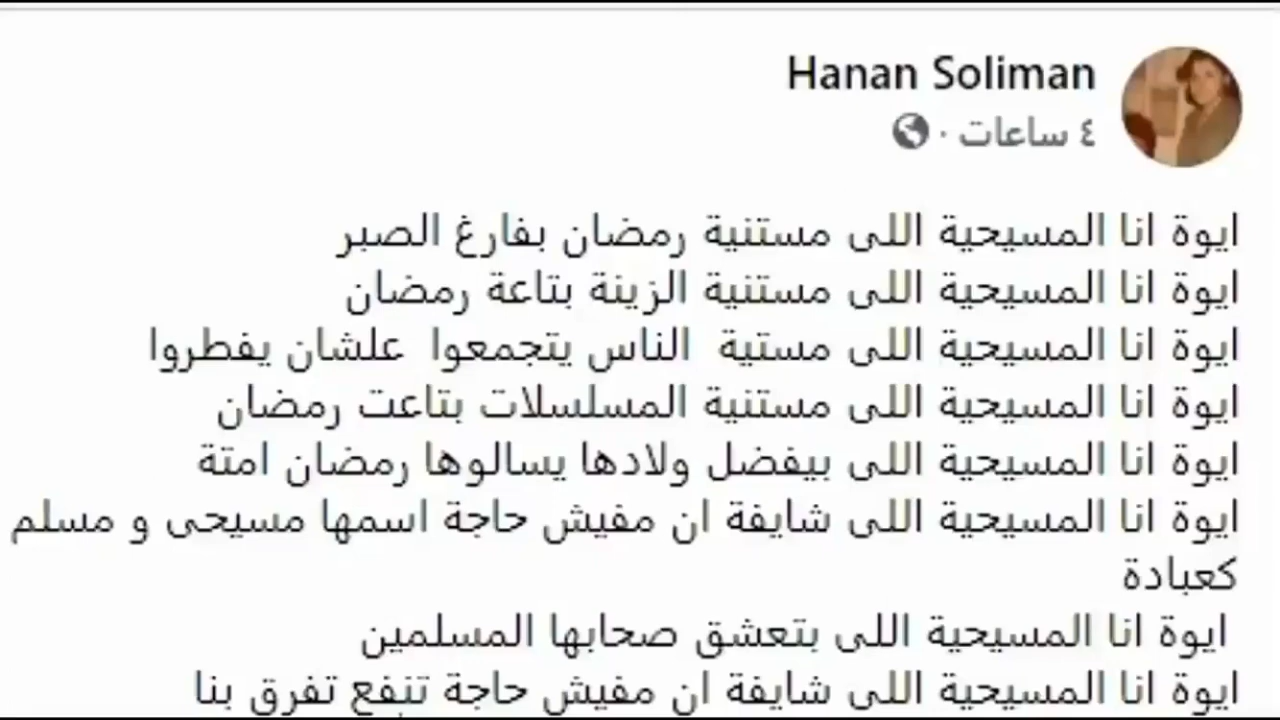 Hanan Soliman
٤ ساعات ·
ايوة انا المسيحية اللى مستنية رمضان بفارغ الصبر
ايوة انا المسيحية اللى مستنية الزينة بتاعة رمضان
ايوة انا المسيحية اللى مستية الناس يتجمعوا علشان يفطروا
ايوة انا المسيحية اللى مستنية المسلسلات بتاعت رمضان
ايوة انا المسيحية اللى بيفضل ولادها يسالوها رمضان امتة
ايوة انا المسيحية اللى شايفة ان مفيش حاجة اسمها مسيحى و مسلم
كعبادة
ايوة انا المسيحية اللى بتعشق صحابها المسلمين
ايوة انا المسيحية اللى شايفة ان مفيش حاجة تنفع تفرق بنا